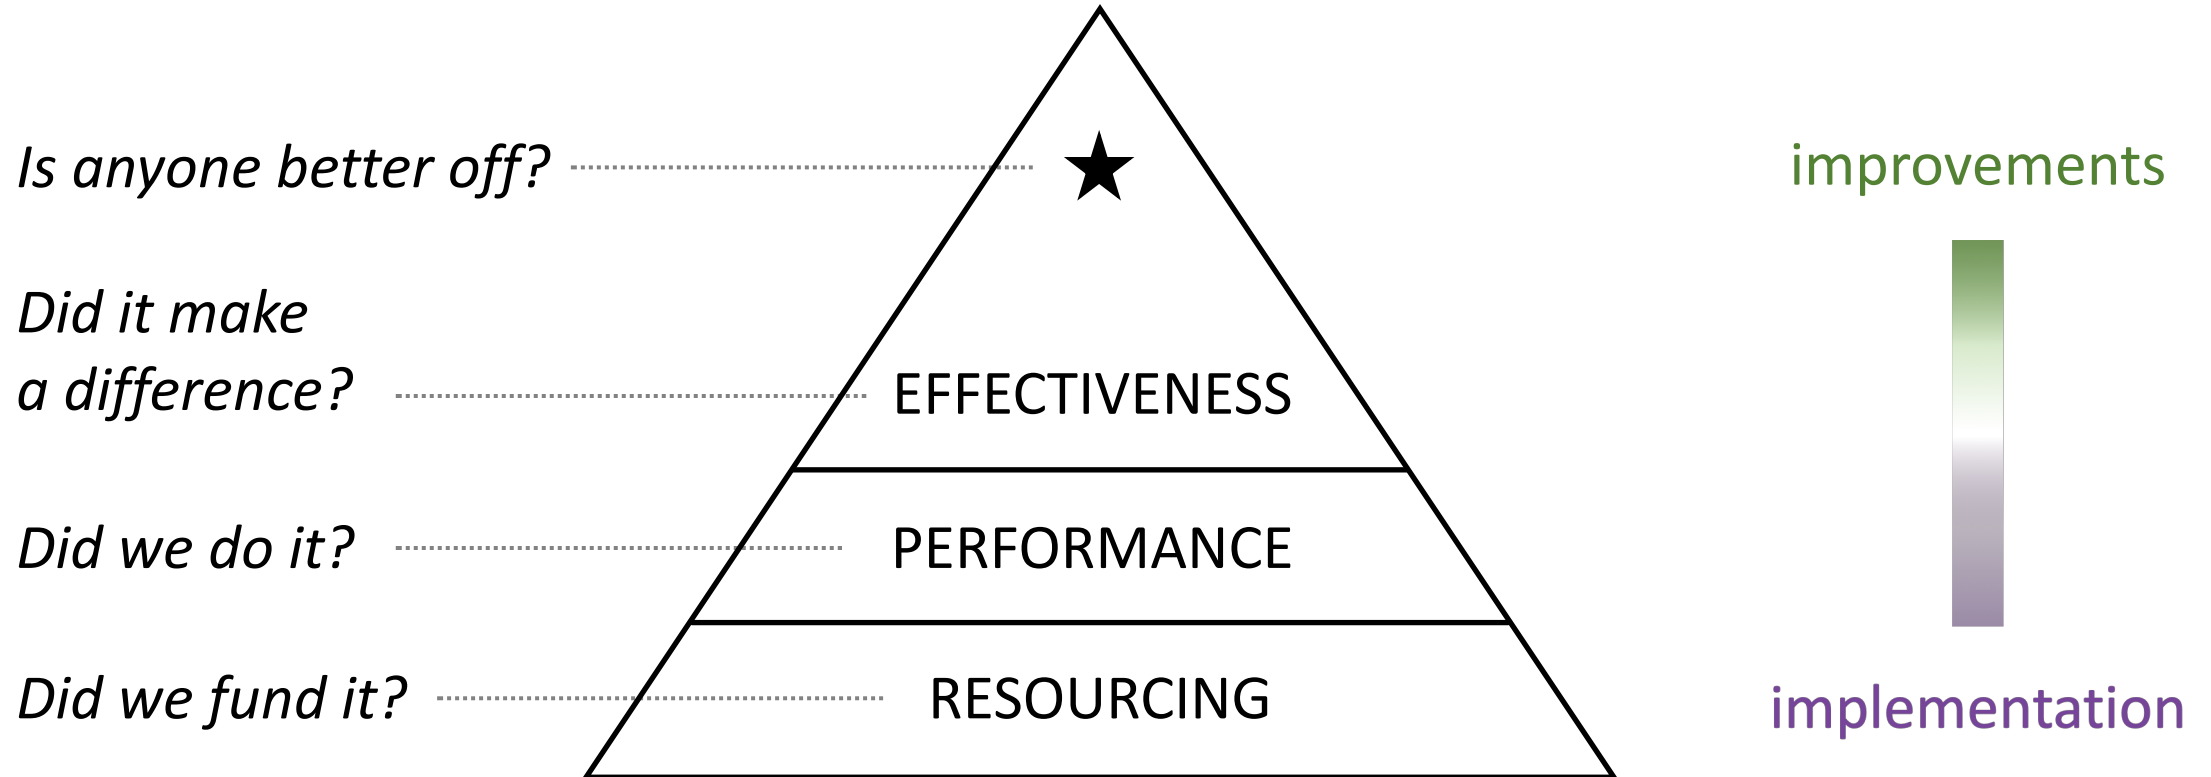 Is anyone better off?
improvements
Did it make
a difference?
EFFECTIVENESS
Did we do it?
PERFORMANCE
Did we fund it?
RESOURCING
implementation